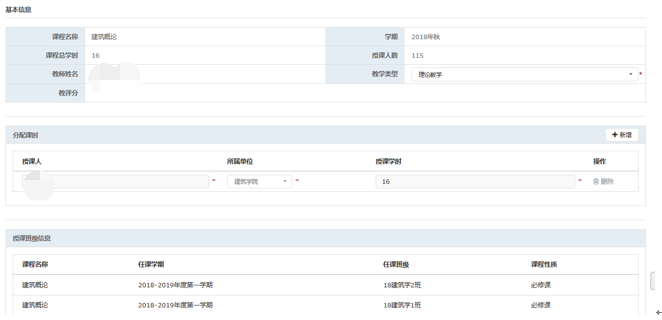 基本信息
课程名称 建筑概论 学期 2018年秋
课程总学时 16 授课人数 115
教师姓名 教学类型 理论教学 *
教评分
分配课时 新增
授课人 所属单位 授课学时 操作
* 建筑学院 * 16 * 删除
授课班级信息
课程名称 任课学期 任课班级 课程性质
建筑概论 2018-2019年度第一学期 18建筑学2班 必修课
建筑概论 2018-2019年度第一学期 18建筑学1班 必修课